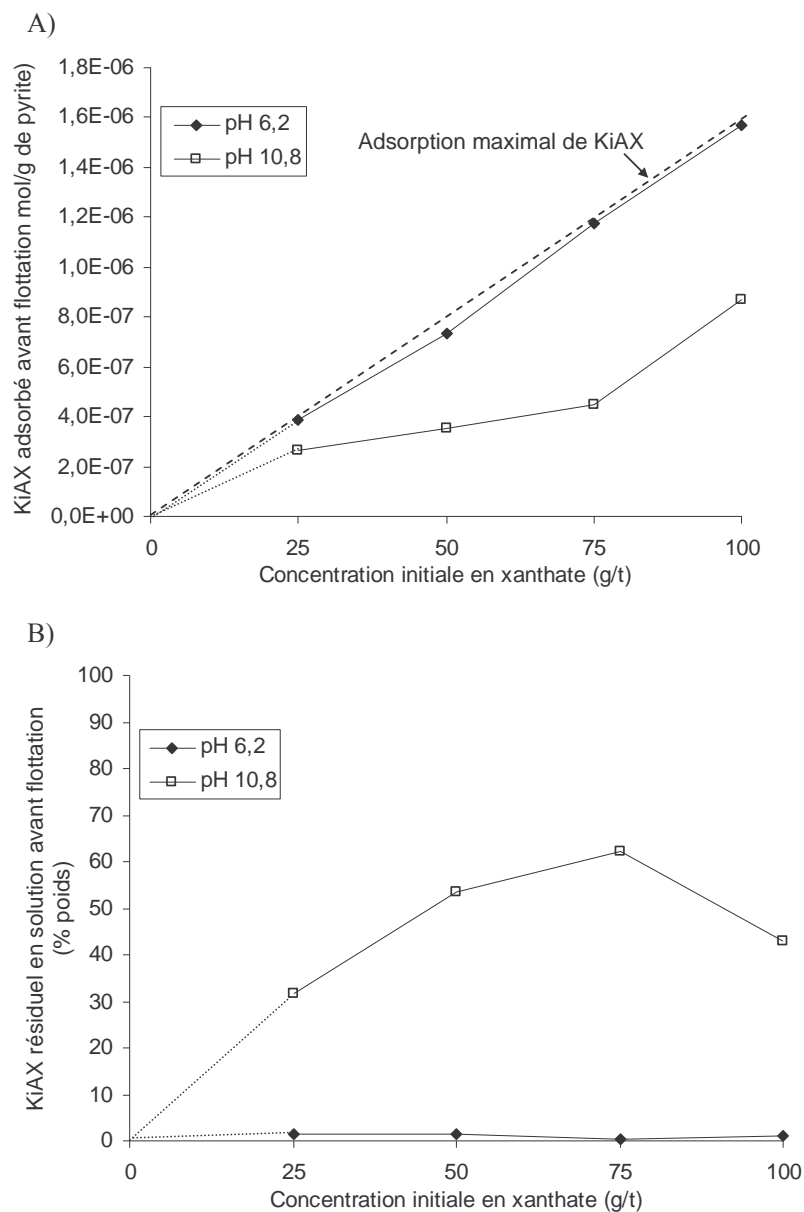 A)
KiAX adsorbé avant flottation mol/g de pyrite)
1,8E-06
1,6E-06
1,4E-06
1,2E-06
1,0E-06
8,0E-07
6,0E-07
4,0E-07
2,0E-07
0,0E+00
pH 6,2
pH 10,8
Adsorption maximal de KiAX
0 25 50 75 100
Concentration initiale en xanthate (g/t)
B)
KiAX résiduel en solution avant flottation
(% poids)
100
90
80
70
60
50
40
30
20
10
0
pH 6,2
pH 10,8
0 25 50 75 100
Concentration initiale en xanthate (g/t)